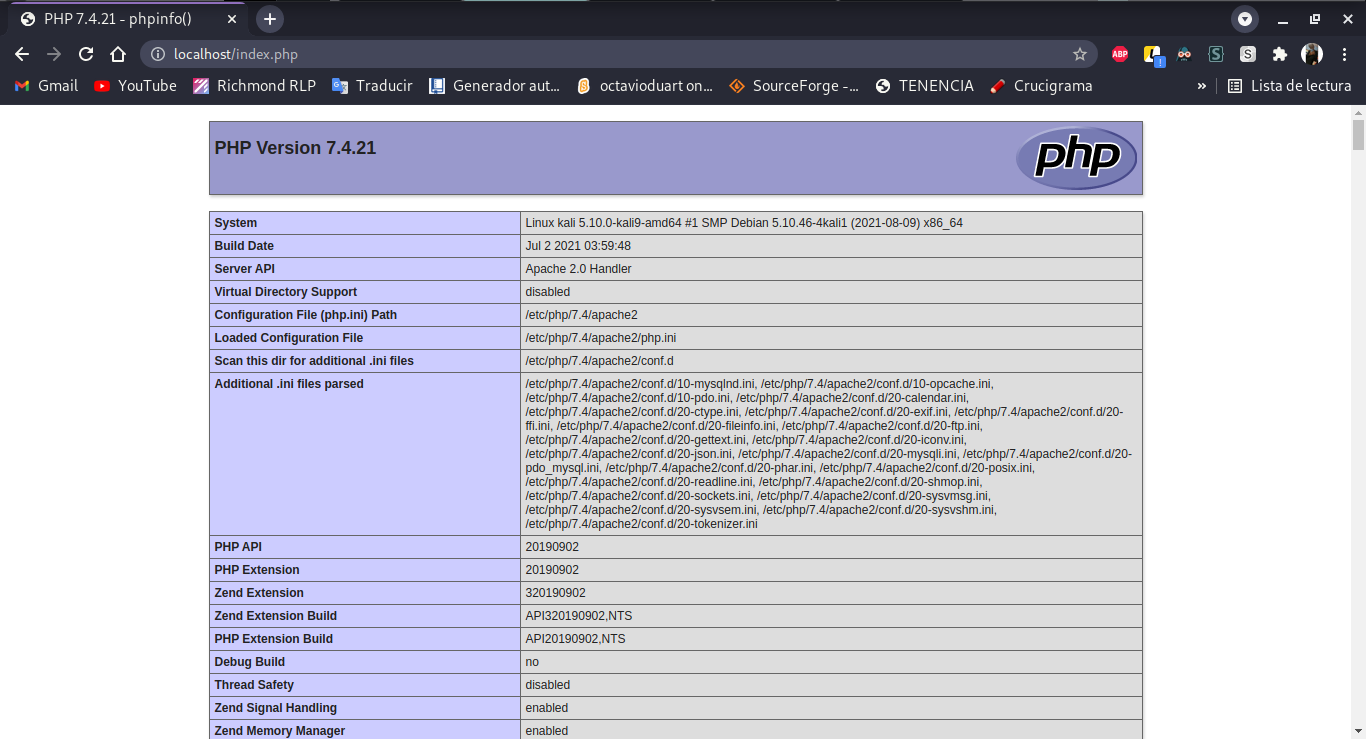 PHP 7.4.21 - phpinfo()
localhost/index.php
ABP
L
!
S
S
Gmail
YouTube
Richmond RLP
Traducir
Generador aut...
octavioduart on...
SourceForge -...
TENENCIA
Crucigrama
»
Lista de lectura
PHP Version 7.4.21
php
System Linux kali 5.10.0-kali9-amd64 #1 SMP Debian 5.10.46-4kali1 (2021-08-09) x86_64
Build Date Jul 2 2021 03:59:48
Server API Apache 2.0 Handler
Virtual Directory Support disabled
Configuration File (php.ini) Path /etc/php/7.4/apache2
Loaded Configuration File /etc/php/7.4/apache2/php.ini
Scan this dir for additional .ini files /etc/php/7.4/apache2/conf.d
Additional .ini files parsed /etc/php/7.4/apache2/conf.d/10-mysqlnd.ini, /etc/php/7.4/apache2/conf.d/10-opcache.ini,
/etc/php/7.4/apache2/conf.d/10-pdo.ini, /etc/php/7.4/apache2/conf.d/20-calendar.ini,
/etc/php/7.4/apache2/conf.d/20-ctype.ini, /etc/php/7.4/apache2/conf.d/20-exif.ini, /etc/php/7.4/apache2/conf.d/20-
ffi.ini, /etc/php/7.4/apache2/conf.d/20-fileinfo.ini, /etc/php/7.4/apache2/conf.d/20-ftp.ini,
/etc/php/7.4/apache2/conf.d/20-gettext.ini, /etc/php/7.4/apache2/conf.d/20-iconv.ini,
/etc/php/7.4/apache2/conf.d/20-json.ini, /etc/php/7.4/apache2/conf.d/20-mysqli.ini, /etc/php/7.4/apache2/conf.d/20-
pdo_mysql.ini, /etc/php/7.4/apache2/conf.d/20-phar.ini, /etc/php/7.4/apache2/conf.d/20-posix.ini,
/etc/php/7.4/apache2/conf.d/20-readline.ini, /etc/php/7.4/apache2/conf.d/20-shmop.ini,
/etc/php/7.4/apache2/conf.d/20-sockets.ini, /etc/php/7.4/apache2/conf.d/20-sysvmsg.ini,
/etc/php/7.4/apache2/conf.d/20-sysvsem.ini, /etc/php/7.4/apache2/conf.d/20-sysvshm.ini,
/etc/php/7.4/apache2/conf.d/20-tokenizer.ini
PHP API 20190902
PHP Extension 20190902
Zend Extension 320190902
Zend Extension Build API320190902,NTS
PHP Extension Build API20190902,NTS
Debug Build no
Thread Safety disabled
Zend Signal Handling enabled
Zend Memory Manager enabled